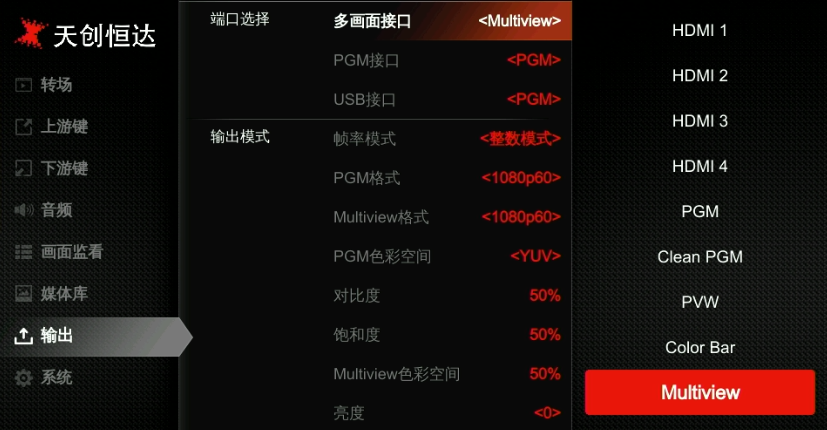 天创恒达
转场
上游键
下游键
音频
画面监看
媒体库
输出
系统
端口选择
多画面接口 <Multiview>
PGM接口 <PGM>
USB接口 <PGM>
输出模式
帧率模式 <整数模式>
PGM格式 <1080p60>
Multiview格式 <1080p60>
PGM色彩空间 <YUV>
对比度 50%
饱和度 50%
Multiview色彩空间 50%
亮度 <0>
HDMI 1
HDMI 2
HDMI 3
HDMI 4
PGM
Clean PGM
PVW
Color Bar
Multiview